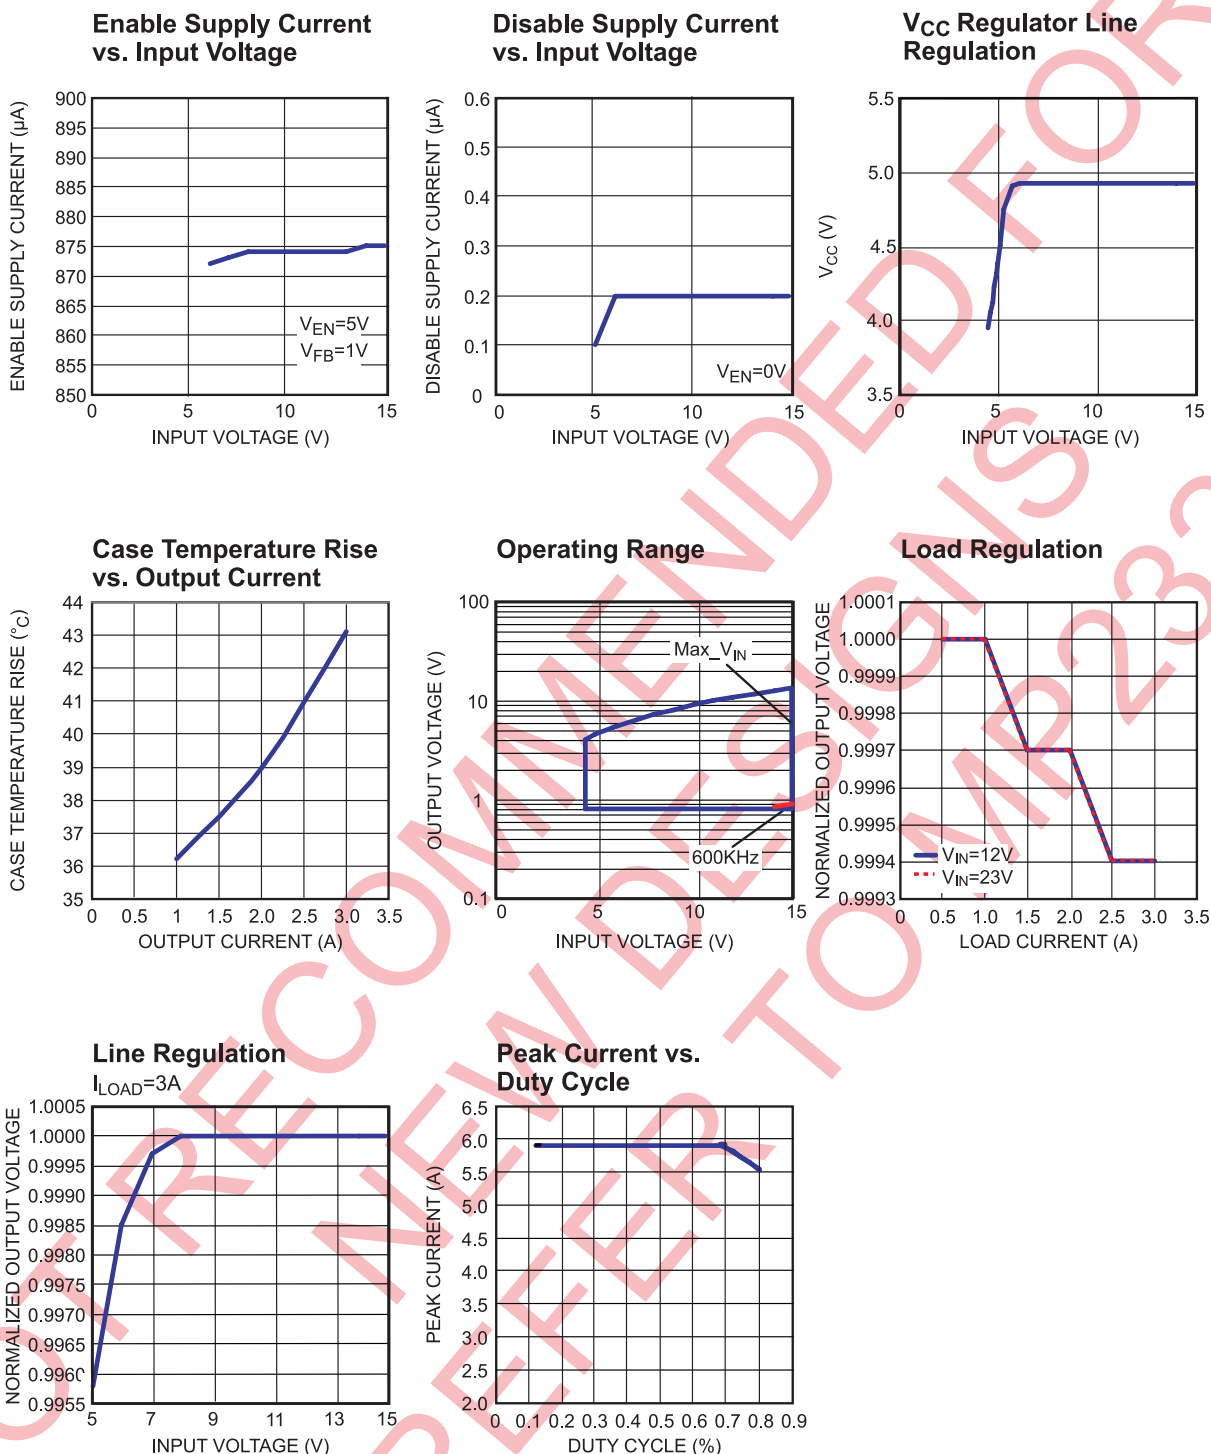 Enable Supply Current
vs. Input Voltage
ENABLE SUPPLY CURRENT (µA)
900
895
890
885
880
875
870
865
860
855
850
VEN=5V
VFB=1V
0 5 10 15
INPUT VOLTAGE (V)
Disable Supply Current
vs. Input Voltage
DISABLE SUPPLY CURRENT (µA)
0.6
0.5
0.4
0.3
0.2
0.1
0
VEN=0V
0 5 10 15
INPUT VOLTAGE (V)
VCC Regulator Line
Regulation
VCC (V)
5.5
5.0
4.5
4.0
3.5
0 5 10 15
INPUT VOLTAGE (V)
Case Temperature Rise
vs. Output Current
CASE TEMPERATURE RISE (°C)
44
43
42
41
40
39
38
37
36
35
0 0.5 1 1.5 2.0 2.5 3.0 3.5
OUTPUT CURRENT (A)
Operating Range
OUTPUT VOLTAGE (V)
100
10
1
0.1
Max_VIN
600KHz
0 5 10 15
INPUT VOLTAGE (V)
Load Regulation
NORMALIZED OUTPUT VOLTAGE
1.0001
1.0000
0.9999
0.9998
0.9997
0.9996
0.9995
0.9994
0.9993
VIN=12V
VIN=23V
0 0.5 1.0 1.5 2.0 2.5 3.0 3.5
LOAD CURRENT (A)
Line Regulation
ILOAD=3A
NORMALIZED OUTPUT VOLTAGE
1.0005
1.0000
0.9995
0.9990
0.9985
0.9980
0.9975
0.9970
0.9965
0.9960
0.9955
5 7 9 11 13 15
INPUT VOLTAGE (V)
Peak Current vs.
Duty Cycle
PEAK CURRENT (A)
6.5
6.0
5.5
5.0
4.5
4.0
3.5
3.0
2.5
2.0
0 0.1 0.2 0.3 0.4 0.5 0.6 0.7 0.8 0.9
DUTY CYCLE (%)
OT RECOMMENDED FOR
NEW DESIGNS
REFER TO MP233